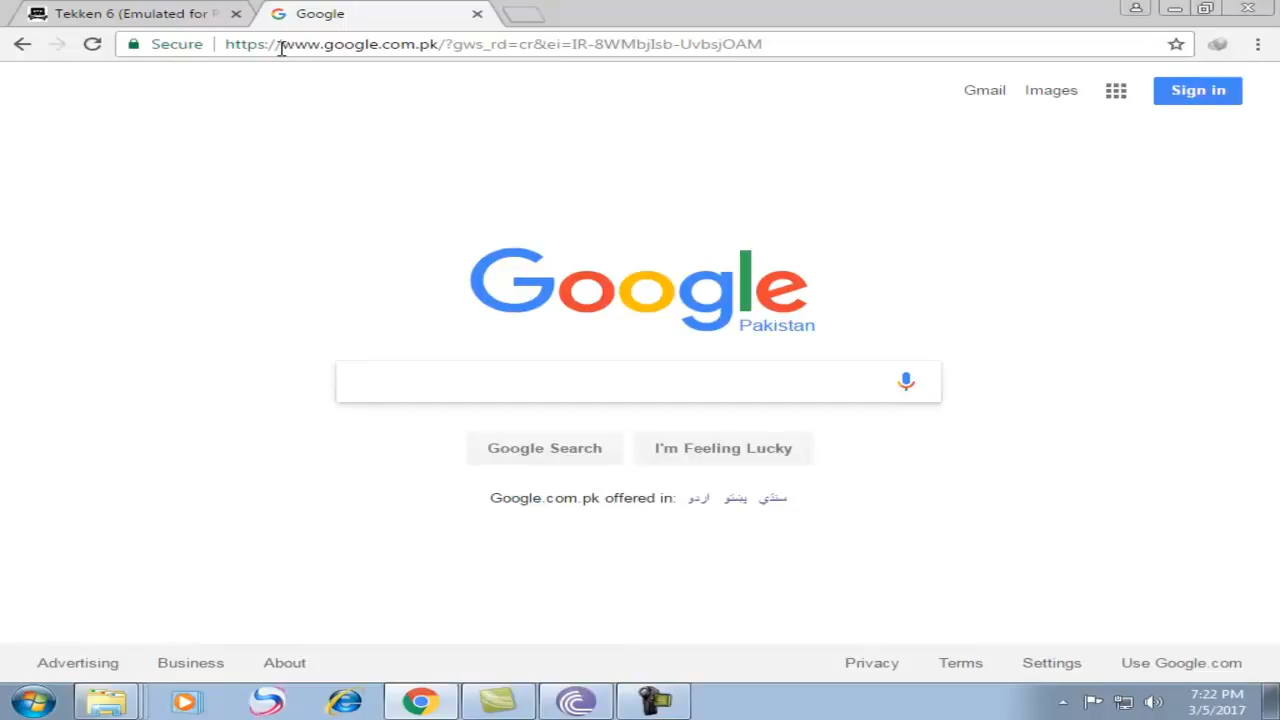 Tekken 6 (Emulated for P
Google
Secure
https://www.google.com.pk/?gws_rd=cr&ei=IR-8WMbjIsb-UvbsjOAM
Gmail Images Sign in
Google
Pakistan
Google Search I'm Feeling Lucky
Google.com.pk offered in: اردو پښتو سنڌي
Advertising Business About Privacy Terms Settings Use Google.com
7:22 PM
3/5/2017